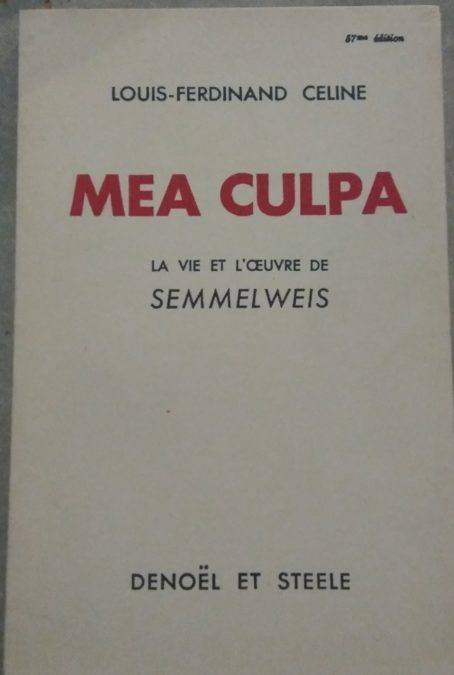 57me édition
LOUIS-FERDINAND CELINE
MEA CULPA
LA VIE ET L'ŒUVRE DE
SEMMELWEIS
DENOËL ET STEELE